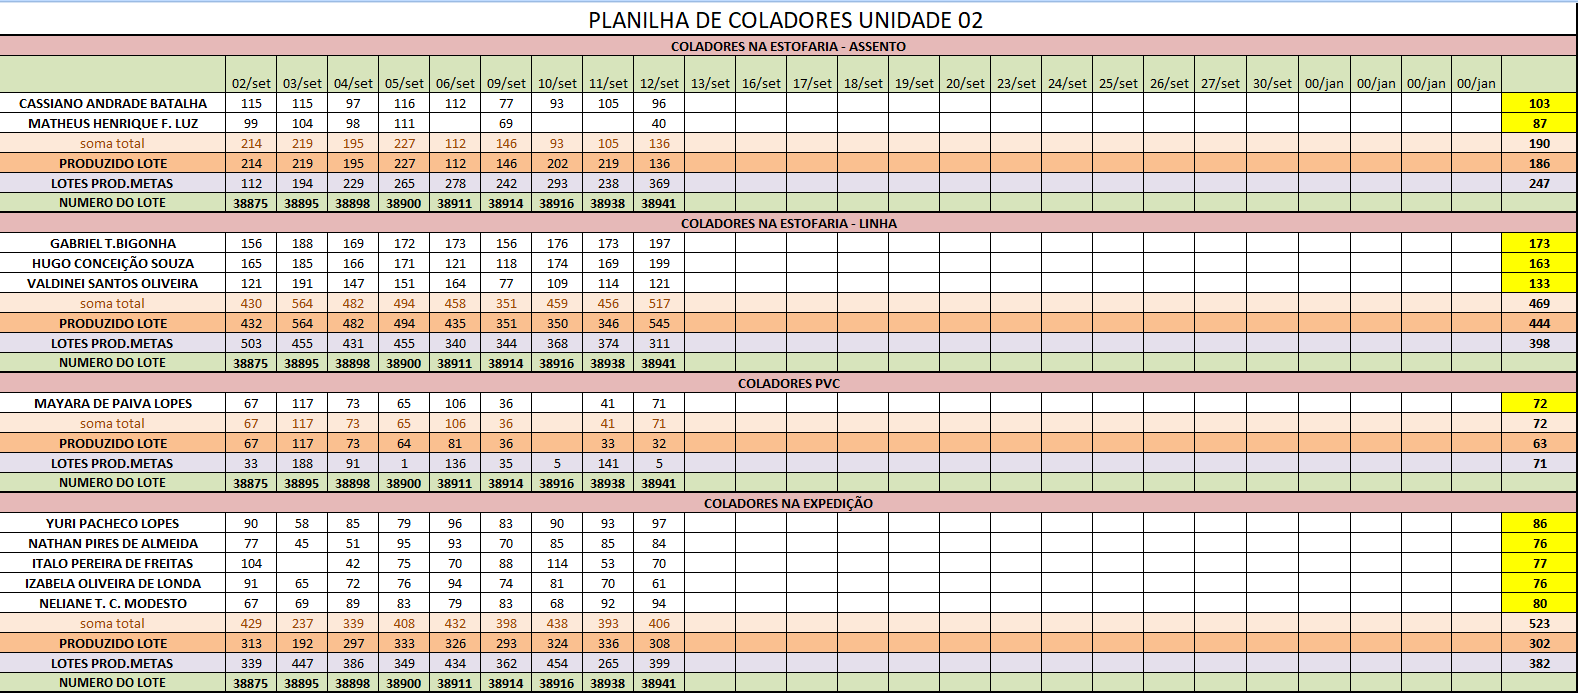 PLANILHA DE COLADORES UNIDADE 02
COLADORES NA ESTOFARIA - ASSENTO
02/set 03/set 04/set 05/set 06/set 09/set 10/set 11/set 12/set 13/set 16/set 17/set 18/set 19/set 20/set 23/set 24/set 25/set 26/set 27/set 30/set 00/jan 00/jan 00/jan 00/jan
CASSIANO ANDRADE BATALHA 115 115 97 116 112 77 93 105 96 103
MATHEUS HENRIQUE F. LUZ 99 104 98 111 69 40 87
soma total 214 219 195 227 112 146 93 105 136 190
PRODUZIDO LOTE 214 219 195 227 112 146 202 219 136 186
LOTES PROD.METAS 112 194 229 265 278 242 293 238 369 247
NUMERO DO LOTE 38875 38895 38898 38900 38911 38914 38916 38938 38941
COLADORES NA ESTOFARIA - LINHA
GABRIEL T.BIGONHA 156 188 169 172 173 156 176 173 197 173
HUGO CONCEIÇÃO SOUZA 165 185 166 171 121 118 174 169 199 163
VALDINEI SANTOS OLIVEIRA 121 191 147 151 164 77 109 114 121 133
soma total 430 564 482 494 458 351 459 456 517 469
PRODUZIDO LOTE 432 564 482 494 435 351 350 346 545 444
LOTES PROD.METAS 503 455 431 455 340 344 368 374 311 398
NUMERO DO LOTE 38875 38895 38898 38900 38911 38914 38916 38938 38941
COLADORES PVC
MAYARA DE PAIVA LOPES 67 117 73 65 106 36 41 71 72
soma total 67 117 73 65 106 36 41 71 72
PRODUZIDO LOTE 67 117 73 64 81 36 33 32 63
LOTES PROD.METAS 33 188 91 1 136 35 5 141 5 71
NUMERO DO LOTE 38875 38895 38898 38900 38911 38914 38916 38938 38941
COLADORES NA EXPEDIÇÃO
YURI PACHECO LOPES 90 58 85 79 96 83 90 93 97 86
NATHAN PIRES DE ALMEIDA 77 45 51 95 93 70 85 85 84 76
ITALO PEREIRA DE FREITAS 104 42 75 70 88 114 53 70 77
IZABELA OLIVEIRA DE LONDA 91 65 72 76 94 74 81 70 61 76
NELIANE T. C. MODESTO 67 69 89 83 79 83 68 92 94 80
soma total 429 237 339 408 432 398 438 393 406 523
PRODUZIDO LOTE 313 192 297 333 326 293 324 336 308 302
LOTES PROD.METAS 339 447 386 349 434 362 454 265 399 382
NUMERO DO LOTE 38875 38895 38898 38900 38911 38914 38916 38938 38941